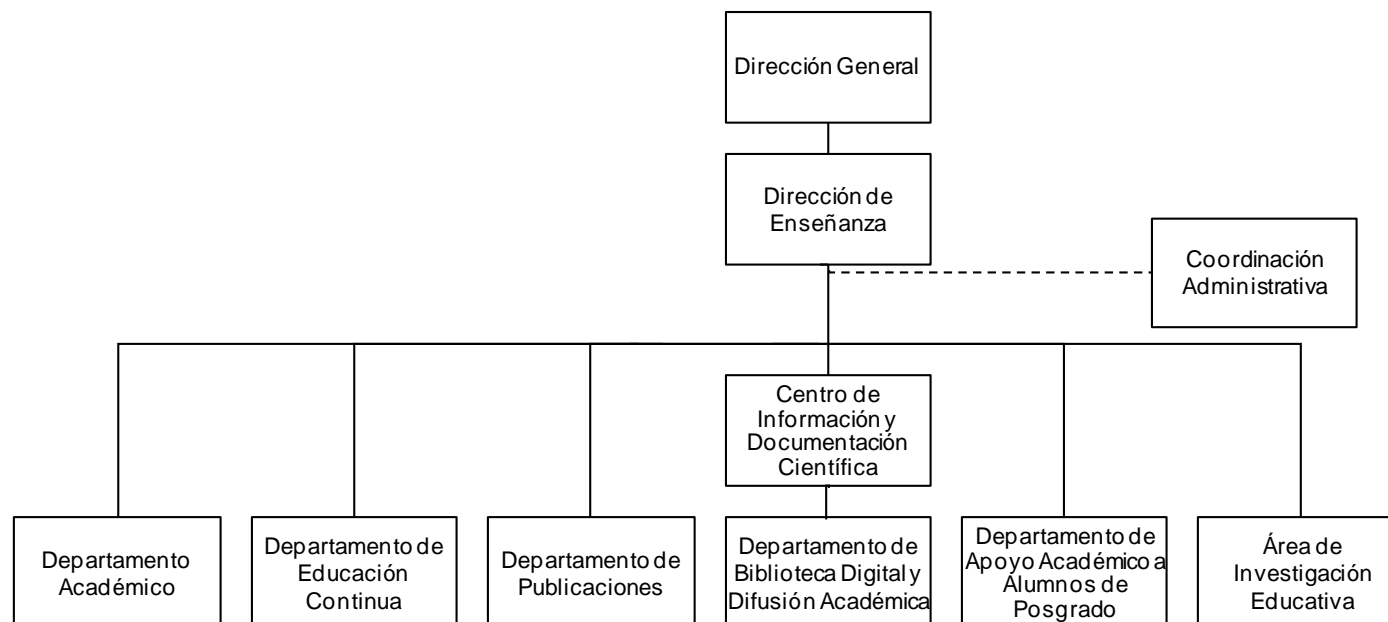 Dirección General
Dirección de
Enseñanza
Coordinación
Administrativa
Centro de
Información y
Documentación
Científica
Departamento
Académico
Departamento de
Educación
Continua
Departamento de
Publicaciones
Departamento de
Biblioteca Digital y
Difusión Académica
Departamento de
Apoyo Académico a
Alumnos de
Posgrado
Área de
Investigación
Educativa